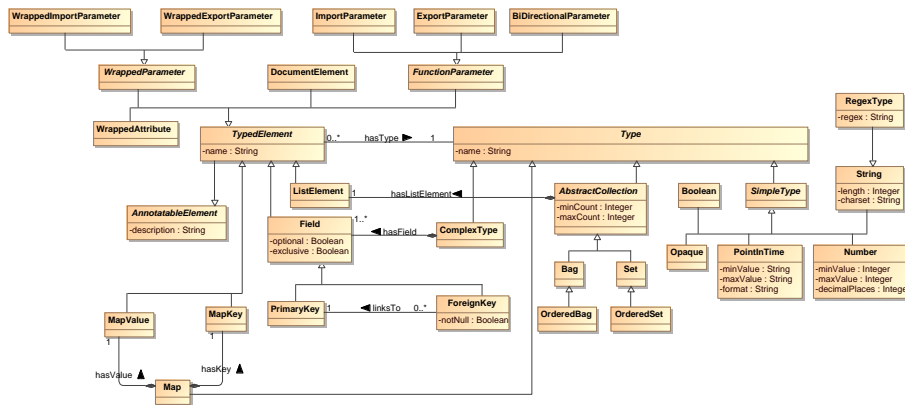 WrappedImportParameter WrappedExportParameter ImportParameter ExportParameter BiDirectionalParameter
WrappedParameter DocumentElement FunctionParameter
RegexType
-regex : String
WrappedAttribute
TypedElement
-name : String
0..* hasType 1
Type
-name : String
String
-length : Integer
-charset : String
ListElement
1 hasListElement
AbstractCollection
-minCount : Integer
-maxCount : Integer
Boolean
SimpleType
AnnotatableElement
-description : String
Field
-optional : Boolean
-exclusive : Boolean
1..* hasField
ComplexType
Opaque
PointInTime
-minValue : String
-maxValue : String
-format : String
Number
-minValue : Integer
-maxValue : Integer
-decimalPlaces : Intege
Bag
Set
MapValue
1
MapKey
1
PrimaryKey
1 linksTo 0..*
ForeignKey
-notNull : Boolean
OrderedBag
OrderedSet
hasValue
hasKey
Map